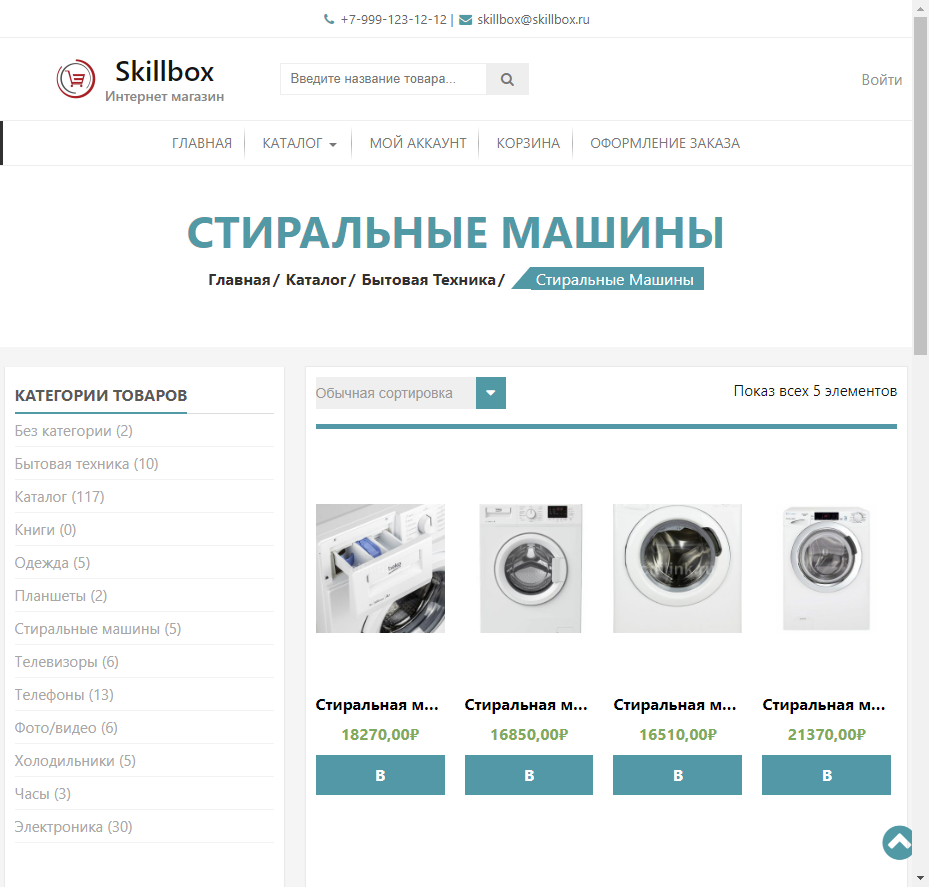 +7-999-123-12-12 | skillbox@skillbox.ru
Skillbox
Интернет магазин
Введите название товара...
Войти
ГЛАВНАЯ
КАТАЛОГ
МОЙ АККАУНТ
КОРЗИНА
ОФОРМЛЕНИЕ ЗАКАЗА
СТИРАЛЬНЫЕ МАШИНЫ
Главная / Каталог / Бытовая Техника / Стиральные Машины
КАТЕГОРИИ ТОВАРОВ
Без категории (2)
Бытовая техника (10)
Каталог (117)
Книги (0)
Одежда (5)
Планшеты (2)
Стиральные машины (5)
Телевизоры (6)
Телефоны (13)
Фото/видео (6)
Холодильники (5)
Часы (3)
Электроника (30)
Обычная сортировка
Показ всех 5 элементов
beko
Стиральная м...
18270,00₽
В
Стиральная м...
16850,00₽
В
Стиральная м...
16510,00₽
В
Стиральная м...
21370,00₽
В